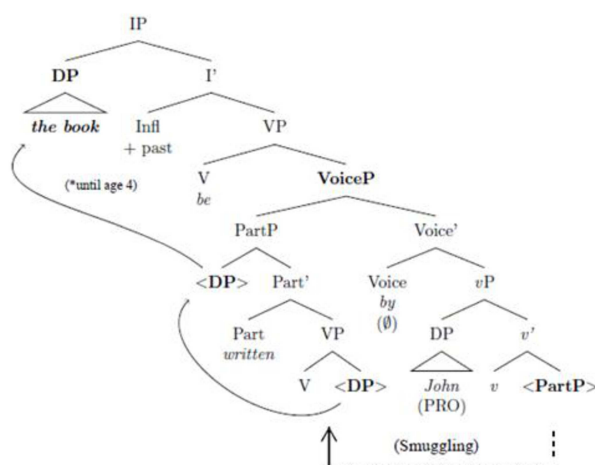 IP
DP I'
the book Infl VP
+ past
(*until age 4) V VoiceP
be
PartP Voice'
<DP> Part' Voice vP
by
(∅)
Part VP DP v'
written
V <DP> John v <PartP>
(PRO)
(Smuggling)